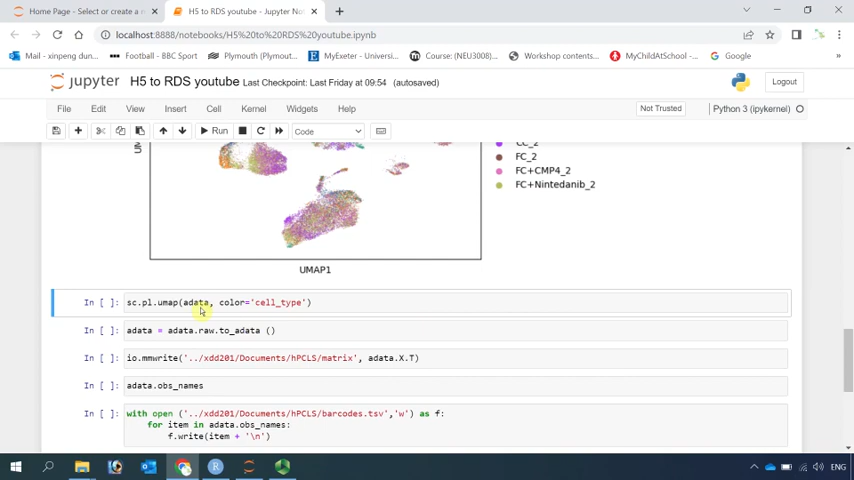 Home Page - Select or create a n
H5 to RDS youtube - Jupyter Not
localhost:8888/notebooks/H5%20to%20RDS%20youtube.ipynb
Mail - xinpeng dun...
Football - BBC Sport
Plymouth (Plymout...
MyExeter - Universi...
Course: (NEU3008)...
Workshop contents...
MyChildAtSchool -...
Google
»
jupyter H5 to RDS youtube Last Checkpoint: Last Friday at 09:54 (autosaved)
Logout
File Edit View Insert Cell Kernel Widgets Help
Not Trusted
Python 3 (ipykernel)
Run
Code
CC_2
FC_2
FC+CMP4_2
FC+Nintedanib_2
UMAP1
In [ ]: sc.pl.umap(adata, color='cell_type')
In [ ]: adata = adata.raw.to_adata ()
In [ ]: io.mmwrite('../xdd201/Documents/hPCLS/matrix', adata.X.T)
In [ ]: adata.obs_names
In [ ]: with open ('../xdd201/Documents/hPCLS/barcodes.tsv','w') as f:
for item in adata.obs_names:
f.write(item + '\n')
ENG